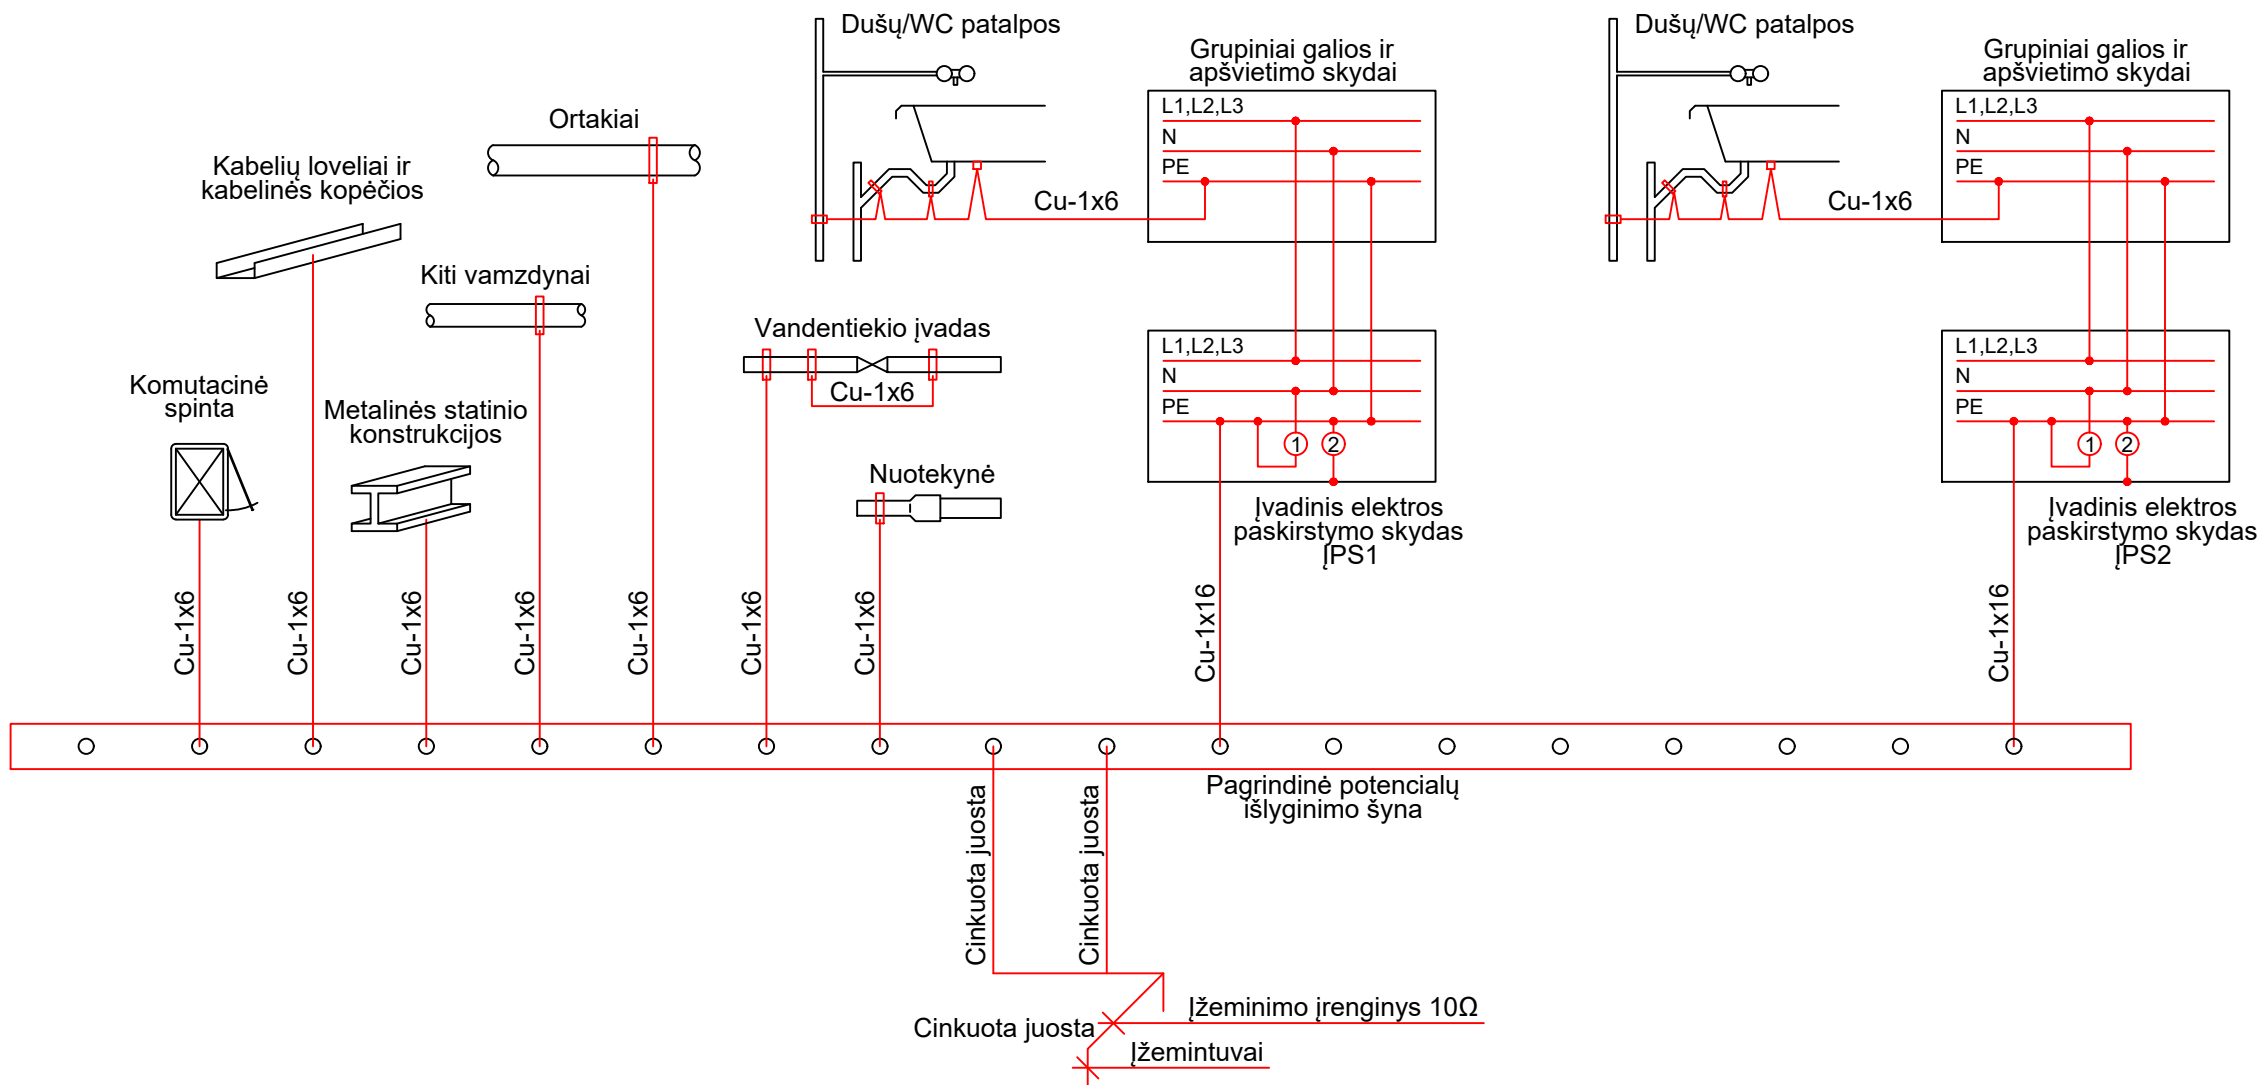 Dušų/WC patalpos
Grupiniai galios ir
apšvietimo skydai
L1,L2,L3
N
PE
Cu-1x6
Dušų/WC patalpos
Grupiniai galios ir
apšvietimo skydai
L1,L2,L3
N
PE
Cu-1x6
Ortakiai
Kabelių loveliai ir
kabelinės kopėčios
Kiti vamzdynai
Vandentiekio įvadas
Cu-1x6
Komutacinė
spinta
Metalinės statinio
konstrukcijos
Nuotekynė
L1,L2,L3
N
PE
1
2
Įvadinis elektros
paskirstymo skydas
ĮPS1
L1,L2,L3
N
PE
1
2
Įvadinis elektros
paskirstymo skydas
ĮPS2
Cu-1x6
Cu-1x6
Cu-1x6
Cu-1x6
Cu-1x6
Cu-1x6
Cu-1x6
Cu-1x16
Cu-1x16
Pagrindinė potencialų
išlyginimo šyna
Cinkuota juosta
Cinkuota juosta
Įžeminimo įrenginys 10Ω
Cinkuota juosta
Įžemintuvai